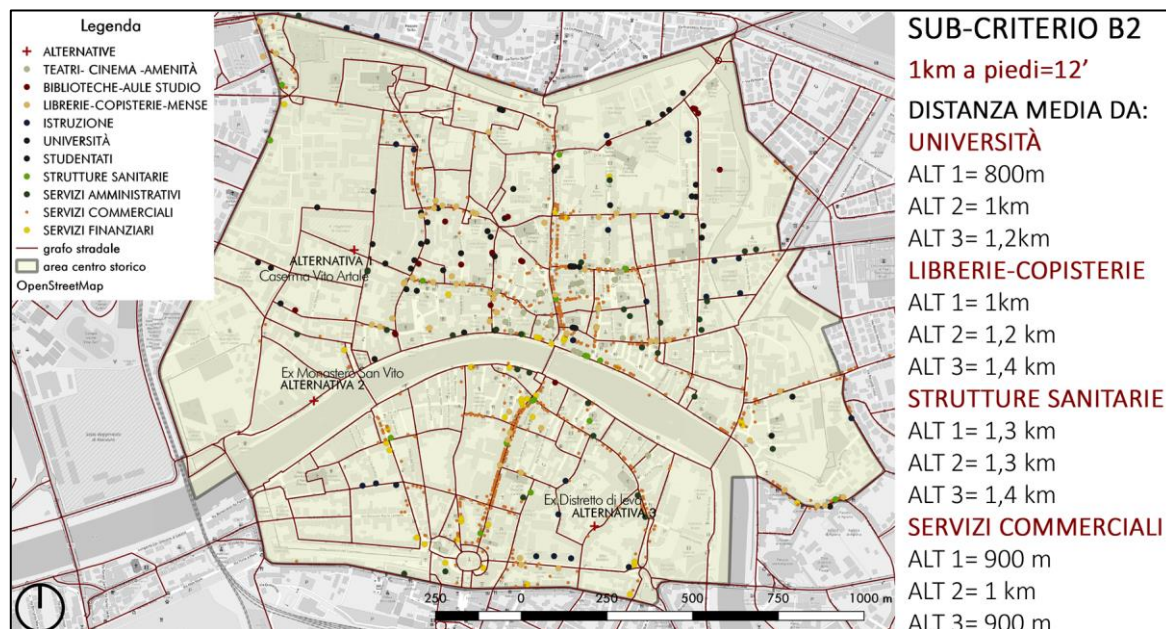 Legenda
ALTERNATIVE
TEATRI- CINEMA -AMENITÀ
BIBLIOTECHE-AULE STUDIO
LIBRERIE-COPISTERIE-MENSE
ISTRUZIONE
UNIVERSITÀ
STUDENTATI
STRUTTURE SANITARIE
SERVIZI AMMINISTRATIVI
SERVIZI COMMERCIALI
SERVIZI FINANZIARI
grafo stradale
area centro storico
OpenStreetMap
ALTERNATIVA 1
Caserma Vito Artale
Ex Monastero San Vito
ALTERNATIVA 2
Ex Distretto di leva
ALTERNATIVA 3
250 0 250 500 750 1000 m
SUB-CRITERIO B2
1km a piedi=12’
DISTANZA MEDIA DA:
UNIVERSITÀ
ALT 1= 800m
ALT 2= 1km
ALT 3= 1,2km
LIBRERIE-COPISTERIE
ALT 1= 1km
ALT 2= 1,2 km
ALT 3= 1,4 km
STRUTTURE SANITARIE
ALT 1= 1,3 km
ALT 2= 1,3 km
ALT 3= 1,4 km
SERVIZI COMMERCIALI
ALT 1= 900 m
ALT 2= 1 km
ALT 3= 900 m